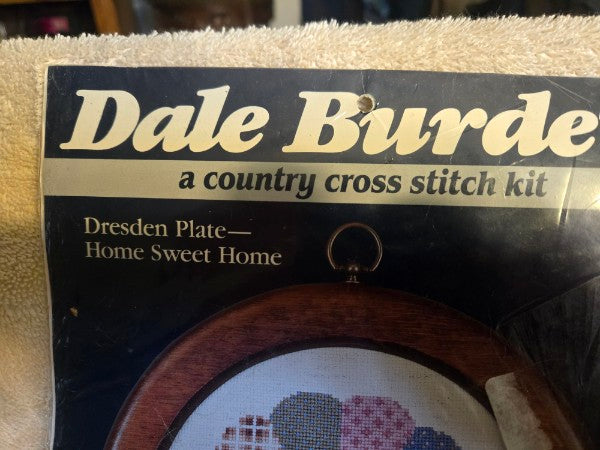 Dale Burde
a country cross stitch kit
Dresden Plate—
Home Sweet Home